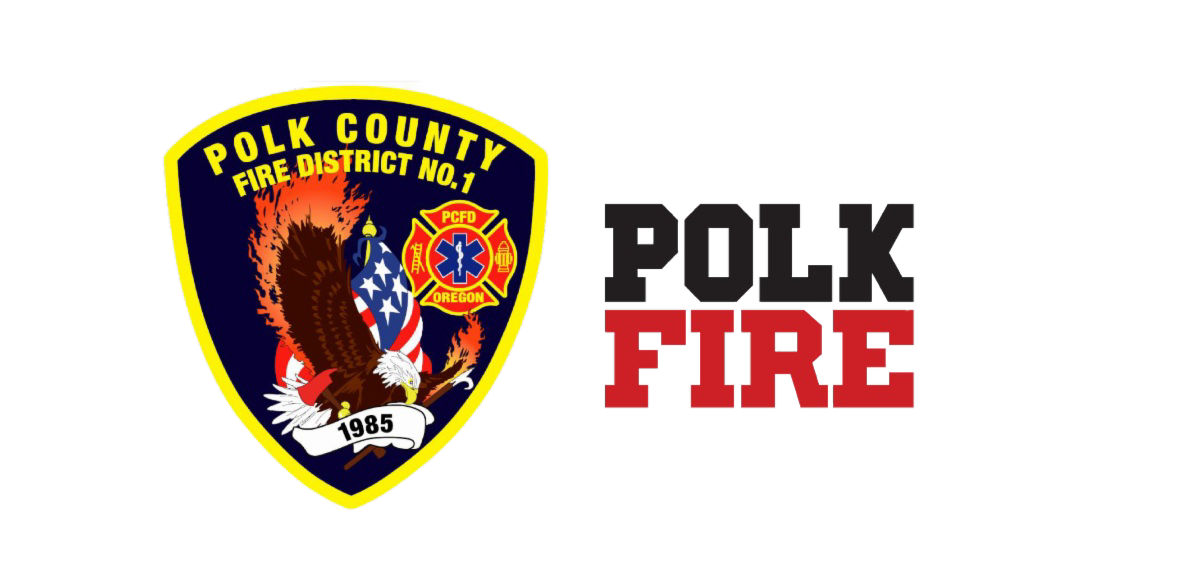 POLK COUNTY
FIRE DISTRICT NO.1
PCFD
OREGON
1985
POLK
FIRE